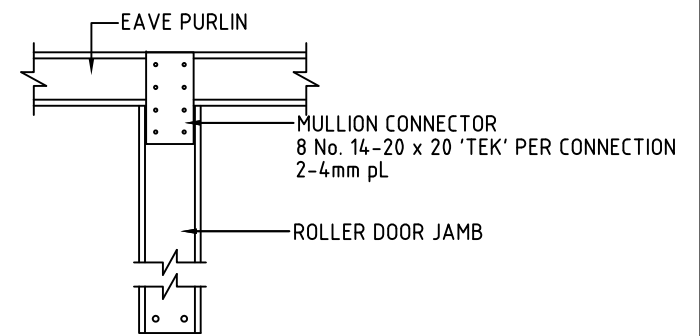 EAVE PURLIN
MULLION CONNECTOR
8 No. 14-20 x 20 'TEK' PER CONNECTION
2-4mm pL
ROLLER DOOR JAMB